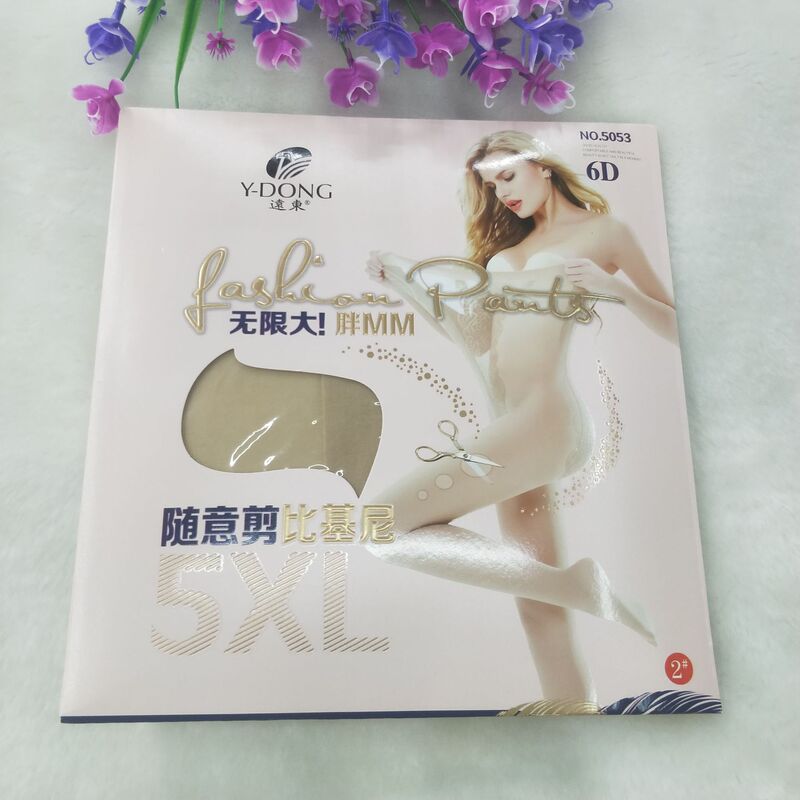 NO.5053
6D
Y-DONG
遠東®
fashion Pants
无限大! 胖MM
随意剪比基尼
5XL
2#